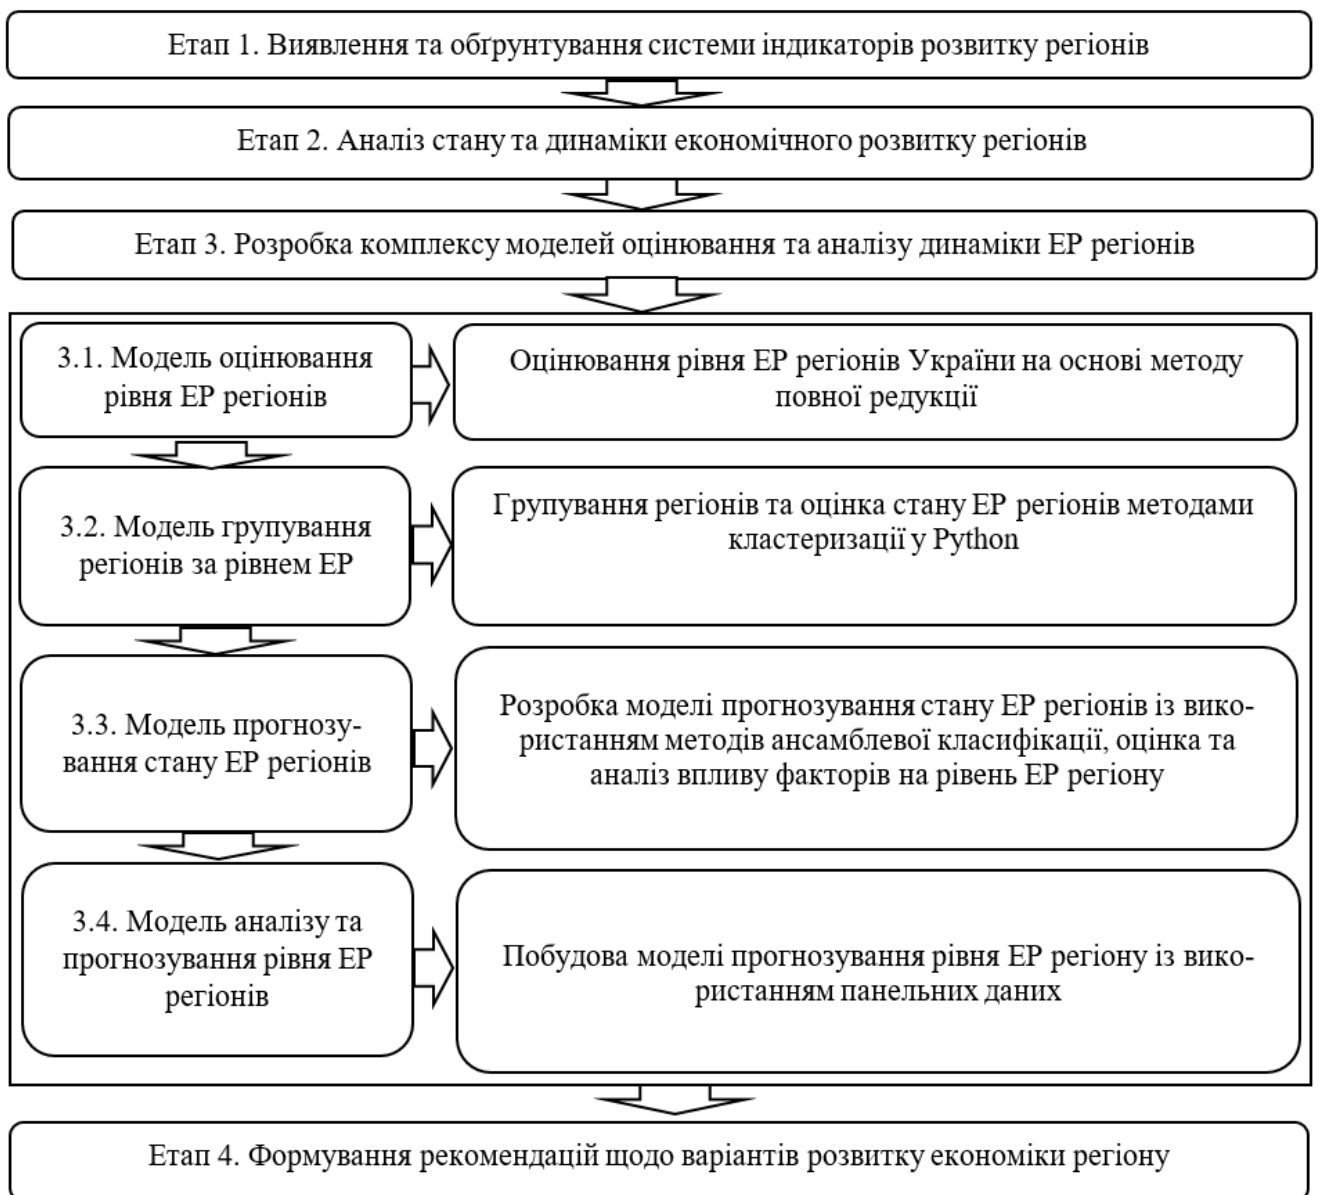 Етап 1. Виявлення та обґрунтування системи індикаторів розвитку регіонів
Етап 2. Аналіз стану та динаміки економічного розвитку регіонів
Етап 3. Розробка комплексу моделей оцінювання та аналізу динаміки ЕР регіонів
3.1. Модель оцінювання
рівня ЕР регіонів
Оцінювання рівня ЕР регіонів України на основі методу
повної редукції
3.2. Модель групування
регіонів за рівнем ЕР
Групування регіонів та оцінка стану ЕР регіонів методами
кластеризації у Python
3.3. Модель прогнозу-
вання стану ЕР регіонів
Розробка моделі прогнозування стану ЕР регіонів із вико-
ристанням методів ансамблевої класифікації, оцінка та
аналіз впливу факторів на рівень ЕР регіону
3.4. Модель аналізу та
прогнозування рівня ЕР
регіонів
Побудова моделі прогнозування рівня ЕР регіону із вико-
ристанням панельних даних
Етап 4. Формування рекомендацій щодо варіантів розвитку економіки регіону